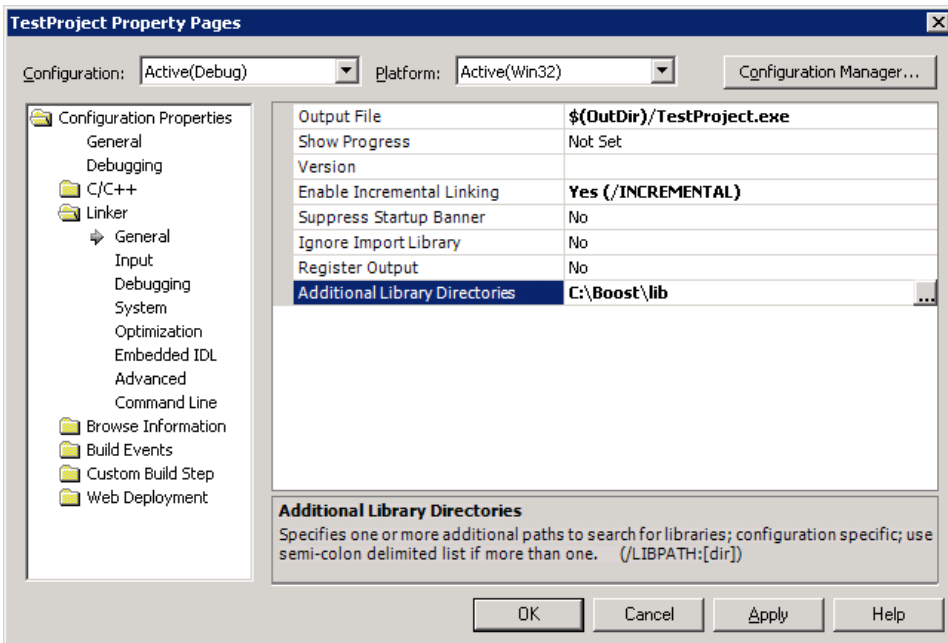 TestProject Property Pages
Configuration: Active(Debug) Platform: Active(Win32) Configuration Manager...
Configuration Properties
General
Debugging
C/C++
Linker
General
Input
Debugging
System
Optimization
Embedded IDL
Advanced
Command Line
Browse Information
Build Events
Custom Build Step
Web Deployment
Output File $(OutDir)/TestProject.exe
Show Progress Not Set
Version
Enable Incremental Linking Yes (/INCREMENTAL)
Suppress Startup Banner No
Ignore Import Library No
Register Output No
Additional Library Directories C:\Boost\lib ...
Additional Library Directories
Specifies one or more additional paths to search for libraries; configuration specific; use
semi-colon delimited list if more than one. (/LIBPATH:[dir])
OK Cancel Apply Help